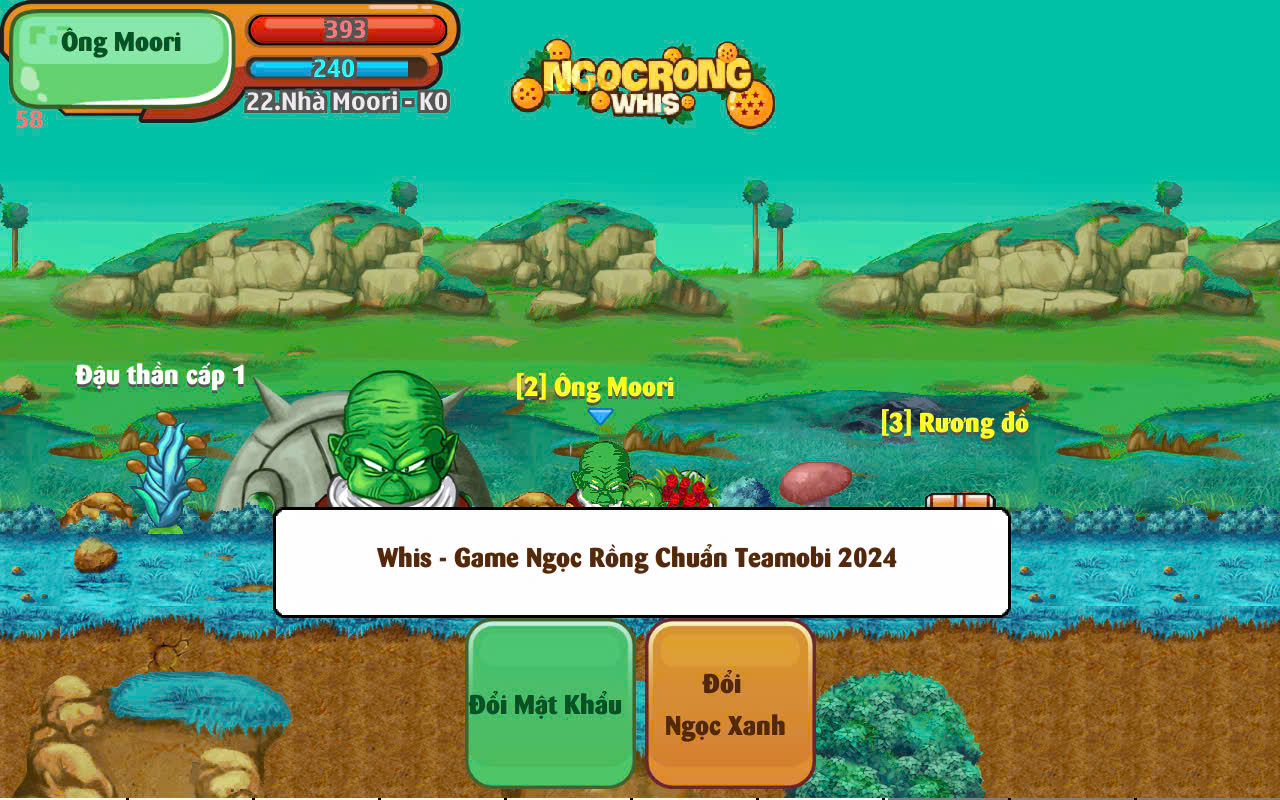 Ông Moori
393
240
22.Nhà Moori - K0
58
NGOCRONG
WHIS
Đậu thần cấp 1
[2] Ông Moori
[3] Rương đồ
Whis - Game Ngọc Rồng Chuẩn Teamobi 2024
Đổi Mật Khẩu
Đổi
Ngọc Xanh